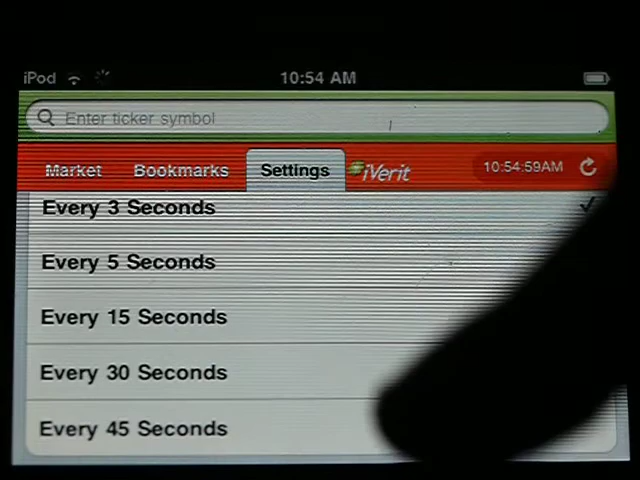 iPod 10:54 AM
Enter ticker symbol
Market Bookmarks Settings iVerit 10:54:59AM
Every 3 Seconds
Every 5 Seconds
Every 15 Seconds
Every 30 Seconds
Every 45 Seconds